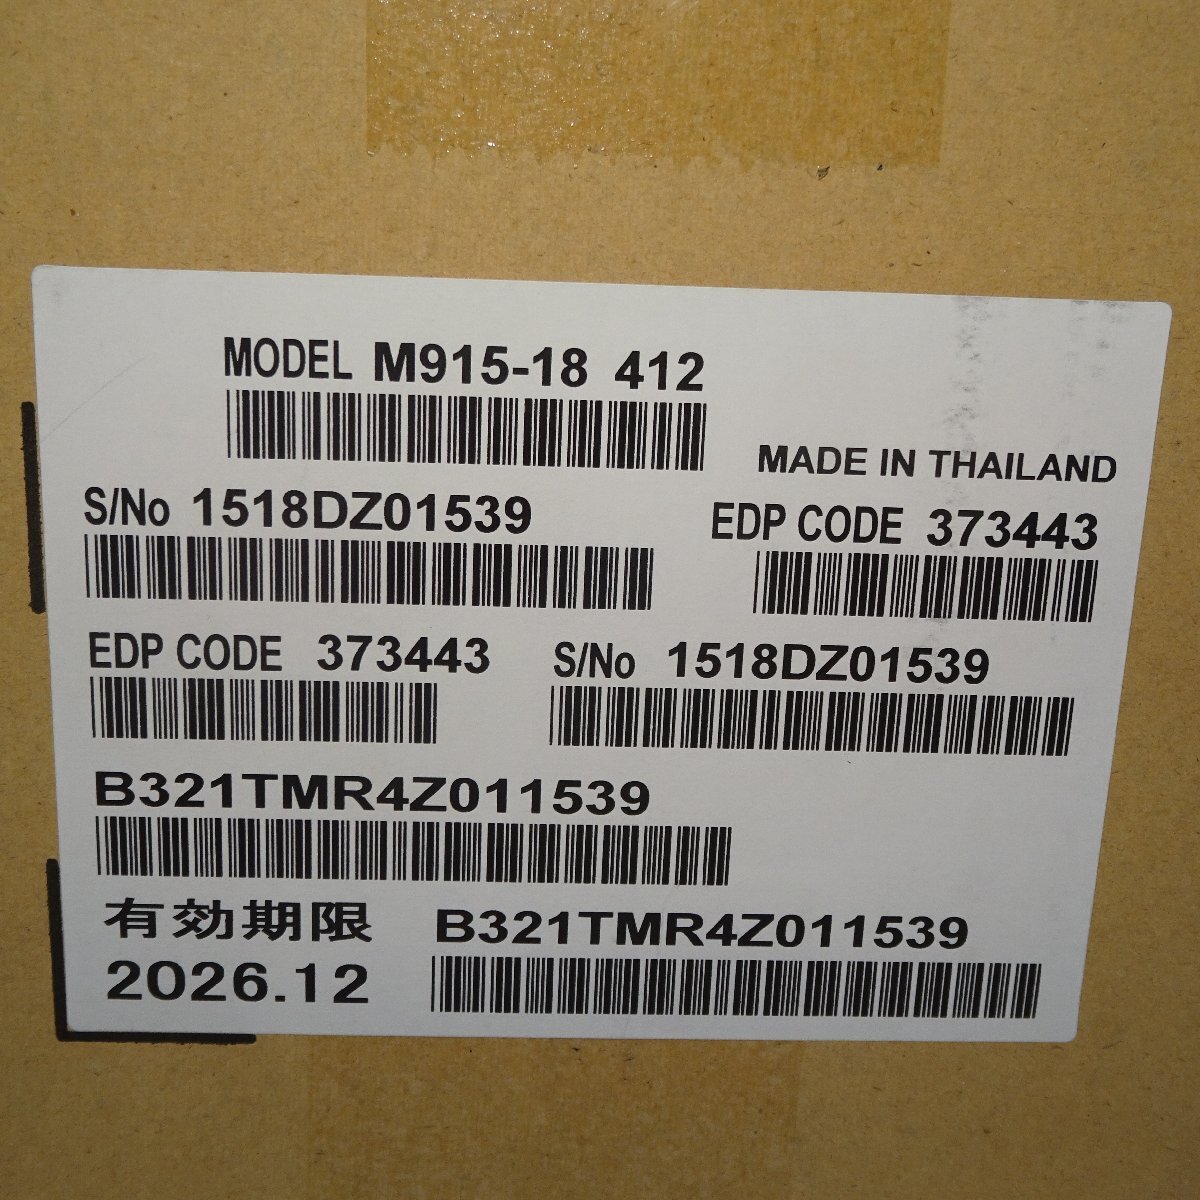 MODEL M915-18 412
MADE IN THAILAND
S/No 1518DZ01539
EDP CODE 373443
EDP CODE 373443
S/No 1518DZ01539
B321TMR4Z011539
有効期限
2026.12
B321TMR4Z011539